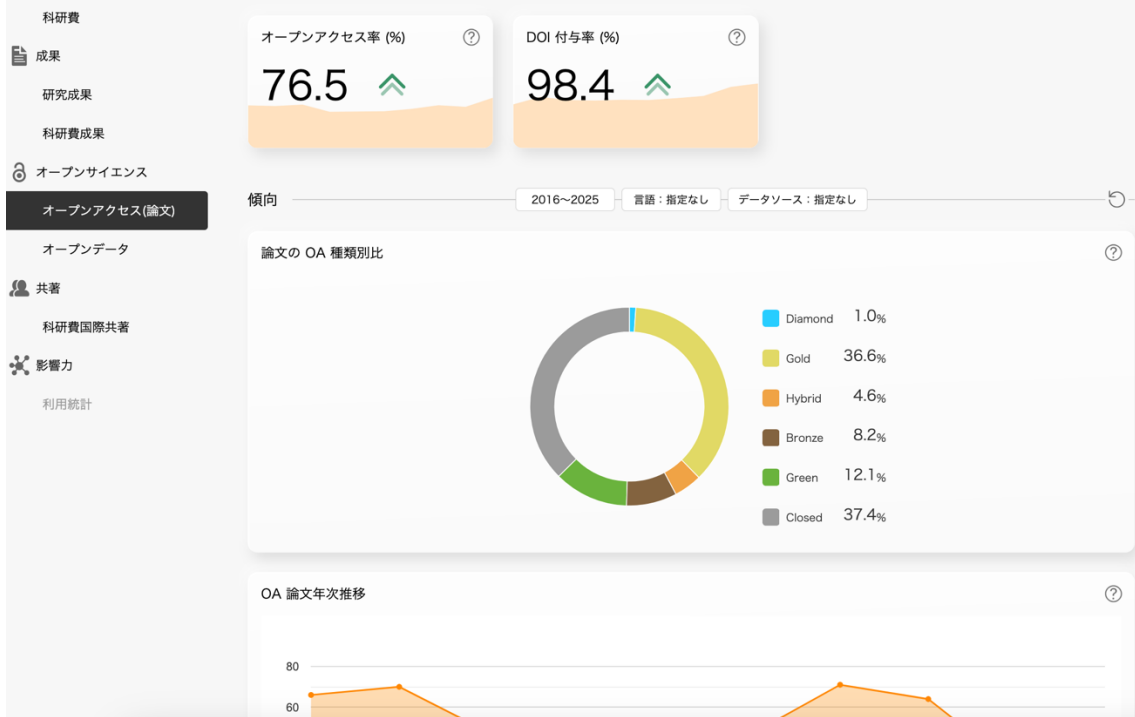 科研費
成果
研究成果
科研費成果
オープンサイエンス
オープンアクセス(論文)
オープンデータ
共著
科研費国際共著
影響力
利用統計
オープンアクセス率 (%)
76.5
DOI 付与率 (%)
98.4
傾向
2016〜2025
言語：指定なし
データソース：指定なし
論文の OA 種類別比
Diamond 1.0%
Gold 36.6%
Hybrid 4.6%
Bronze 8.2%
Green 12.1%
Closed 37.4%
OA 論文年次推移
80
60